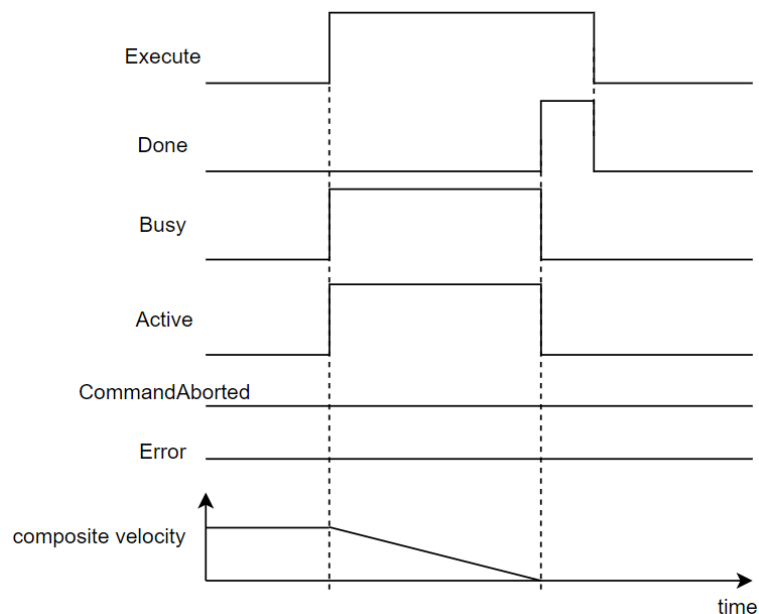 Execute
Done
Busy
Active
CommandAborted
Error
composite velocity
time